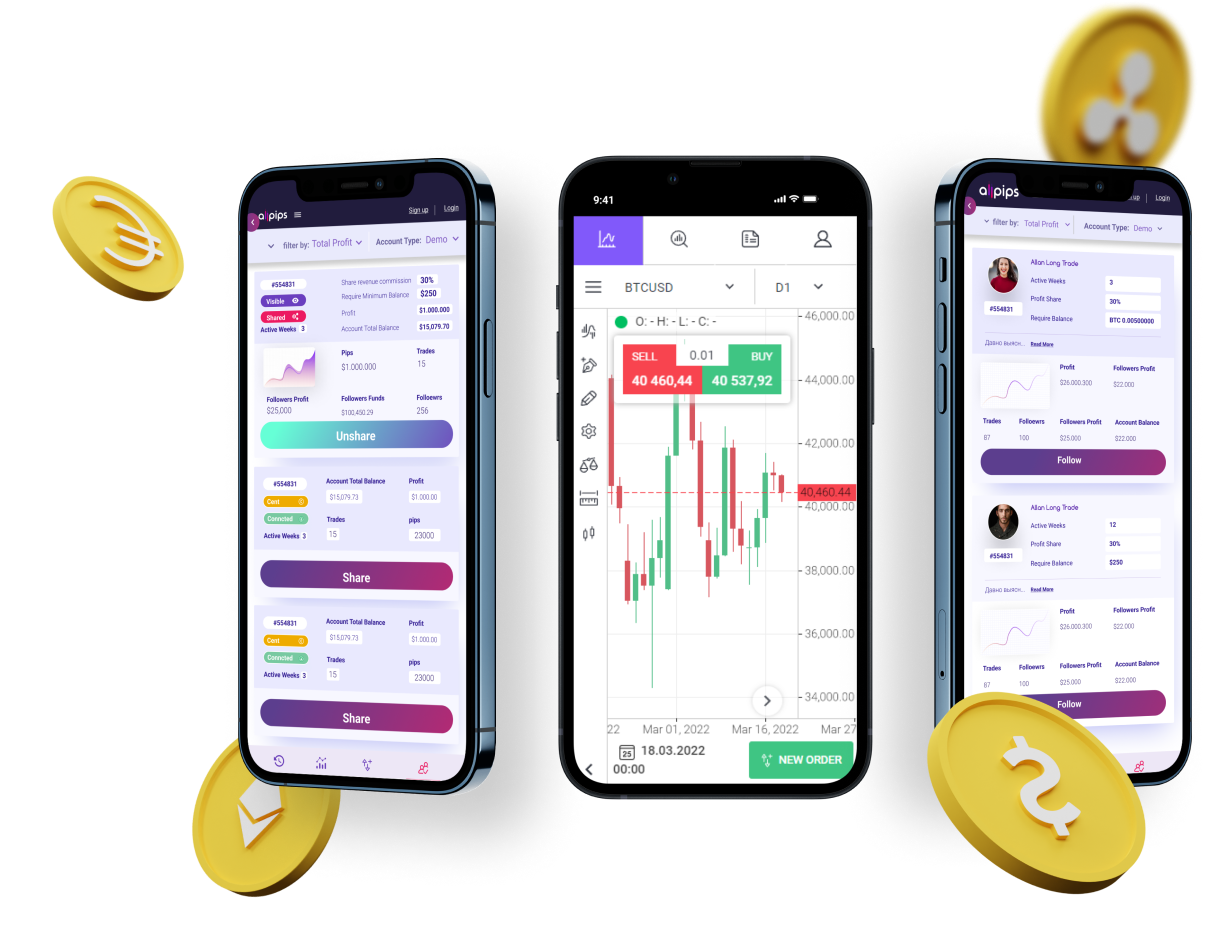 allpips
Sign up
Login
filter by: Total Profit
Account Type: Demo
#554831
Visible
Shared
Active Weeks 3
Share revenue commission 30%
Require Minimum Balance $250
Profit $1.000.000
Account Total Balance $15,079.70
Pips
$1.000.000
Trades
15
Followers Profit
$25,000
Followers Funds
$100,450.29
Folloewrs
256
Unshare
#554831
Cent
Conncted
Active Weeks 3
Account Total Balance
$15,079.73
Profit
$1.000.00
Trades
15
pips
23000
Share
#554831
Cent
Conncted
Active Weeks 3
Account Total Balance
$15,079.73
Profit
$1.000.00
Trades
15
pips
23000
Share
9:41
BTCUSD
D1
O: - H: - L: - C: -
SELL
0.01
BUY
40 460,44
40 537,92
46,000.00
44,000.00
42,000.00
40,460.44
40,000.00
38,000.00
36,000.00
34,000.00
22
Mar 01, 2022
Mar 16, 2022
Mar 27
25
18.03.2022
00:00
NEW ORDER
allpips
up
Login
filter by: Total Profit
Account Type: Demo
Allan Long Trade
Active Weeks 3
Profit Share 30%
#554831
Require Balance BTC 0.00500000
Давно выясн... Read More
Profit
$26.000.300
Followers Profit
$22.000
Trades
87
Folloewrs
100
Followers Profit
$25.000
Account Balance
$22.000
Follow
Allan Long Trade
Active Weeks 12
Profit Share 30%
#554831
Require Balance $250
Давно выясн... Read More
Profit
$26.000.300
Followers Profit
$22.000
Trades
87
Folloewrs
100
Followers Profit
$25.000
Account Balance
$22.000
Follow